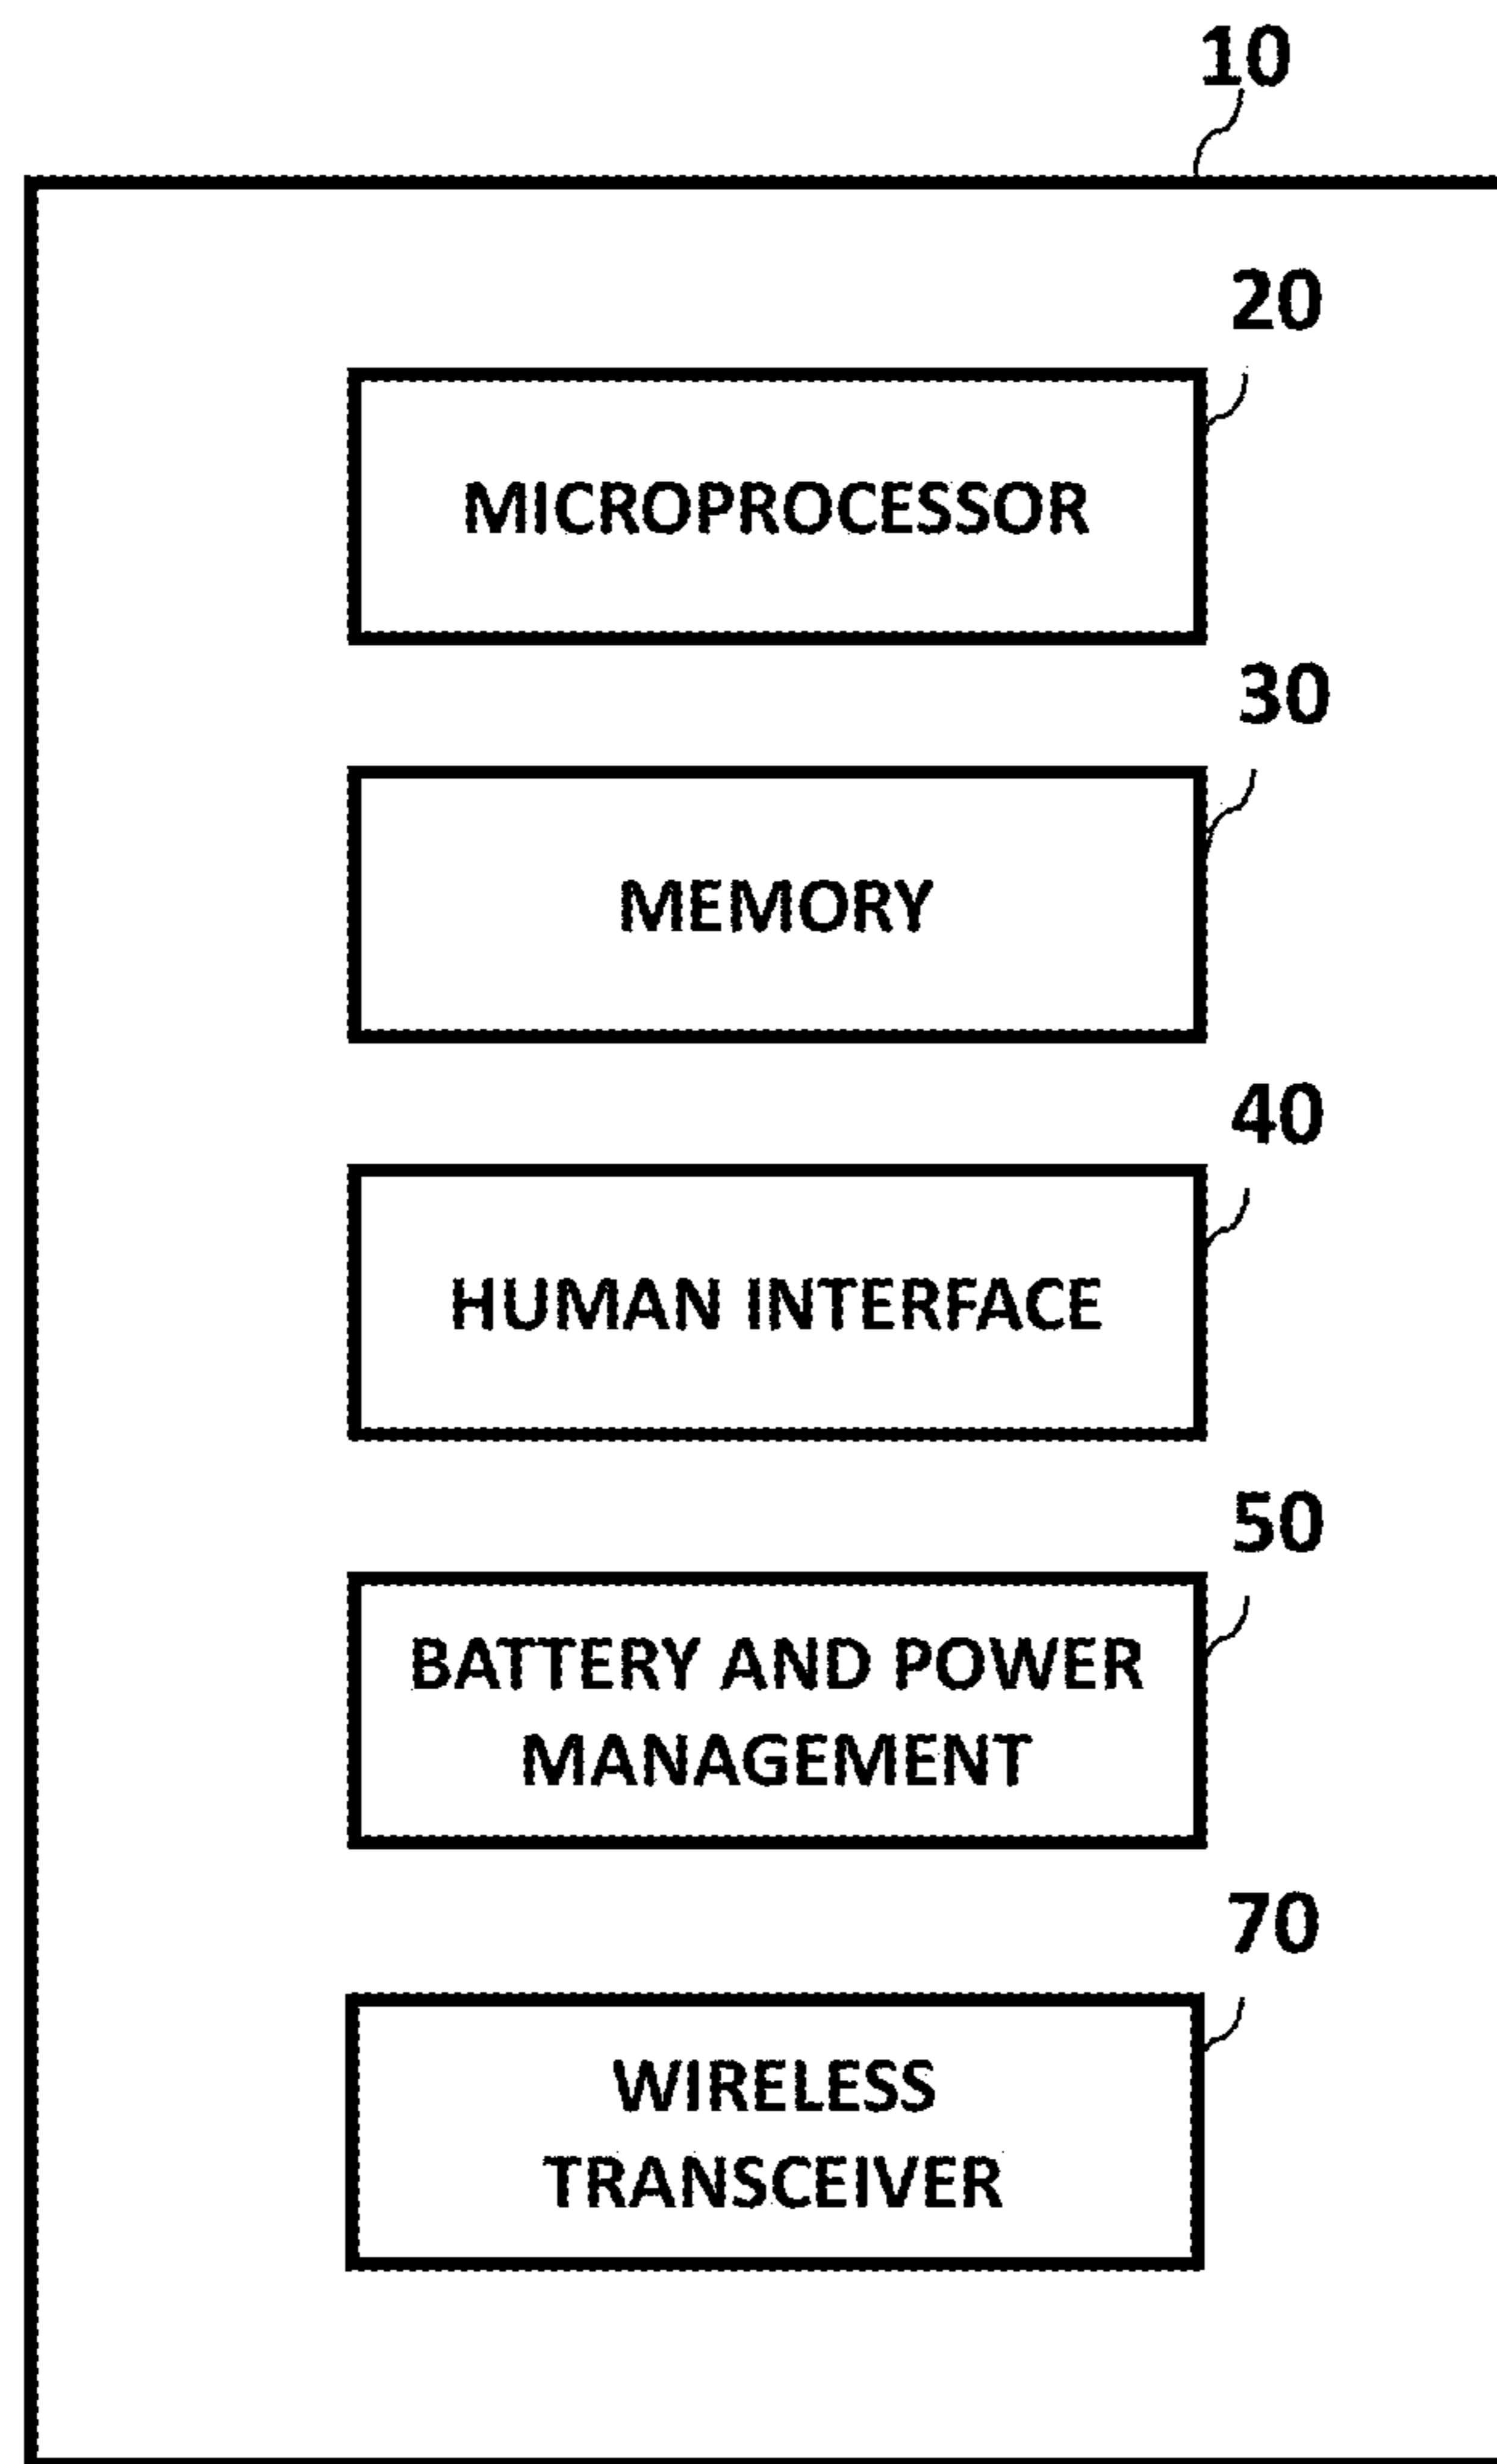 10
20
MICROPROCESSOR
30
MEMORY
40
HUMAN INTERFACE
50
BATTERY AND POWER
MANAGEMENT
70
WIRELESS
TRANSCEIVER